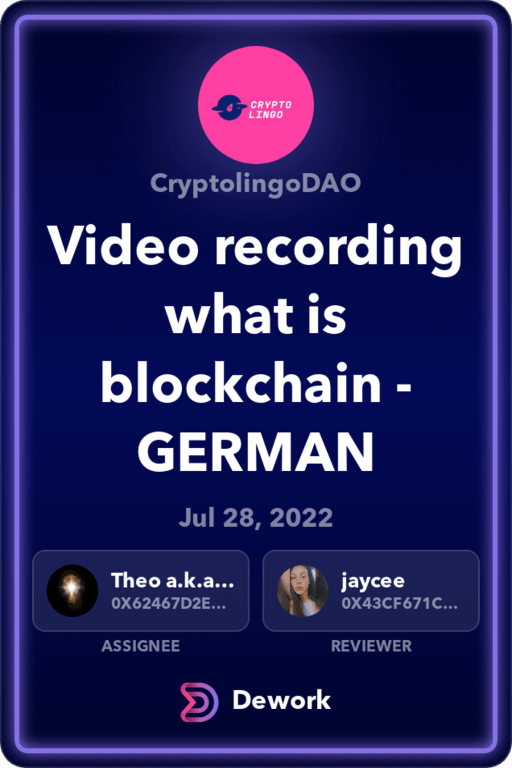 CRYPTO
LINGO
CryptolingoDAO
Video recording
what is
blockchain -
GERMAN
Jul 28, 2022
Theo a.k.a...
0X62467D2E...
jaycee
0X43CF671C...
ASSIGNEE
REVIEWER
Dework